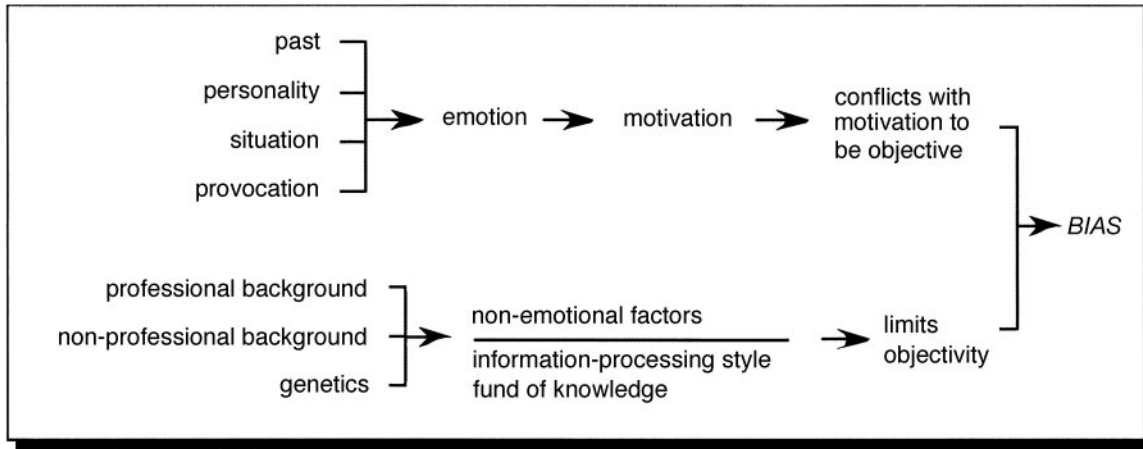 past
personality
situation
provocation
emotion
motivation
conflicts with
motivation to
be objective
BIAS
professional background
non-professional background
genetics
non-emotional factors
information-processing style
fund of knowledge
limits
objectivity